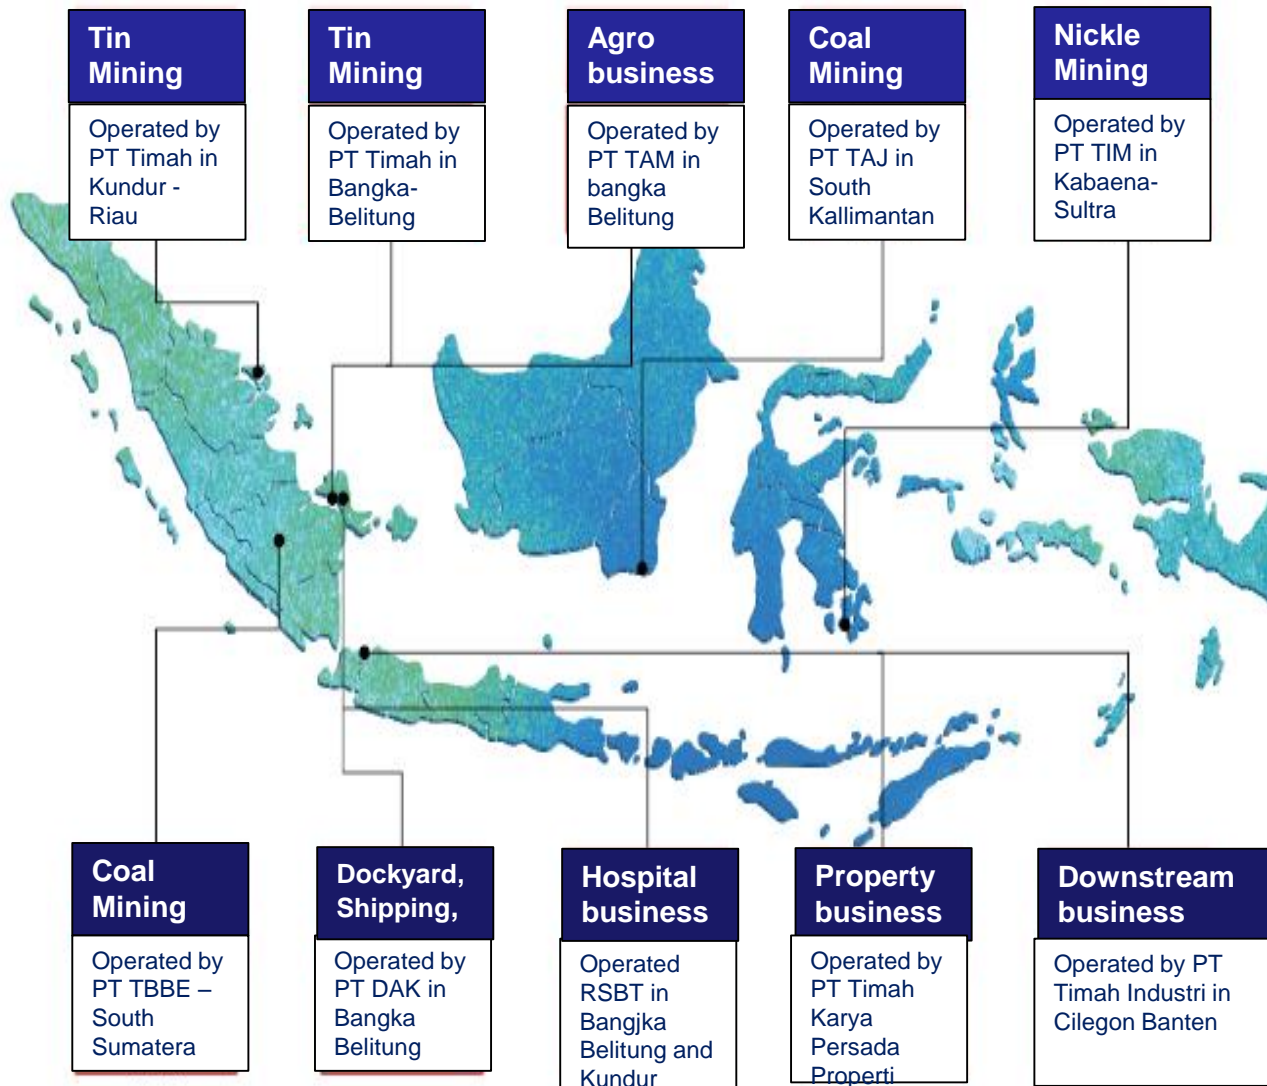 Tin
Mining
Operated by
PT Timah in
Kundur -
Riau
Tin
Mining
Operated by
PT Timah in
Bangka-
Belitung
Agro
business
Operated by
PT TAM in
bangka
Belitung
Coal
Mining
Operated by
PT TAJ in
South
Kallimantan
Nickle
Mining
Operated by
PT TIM in
Kabaena-
Sultra
Coal
Mining
Operated by
PT TBBE –
South
Sumatera
Dockyard,
Shipping,
Operated by
PT DAK in
Bangka
Belitung
Hospital
business
Operated
RSBT in
Bangjka
Belitung and
Kundur
Property
business
Operated by
PT Timah
Karya
Persada
Properti
Downstream
business
Operated by PT
Timah Industri in
Cilegon Banten